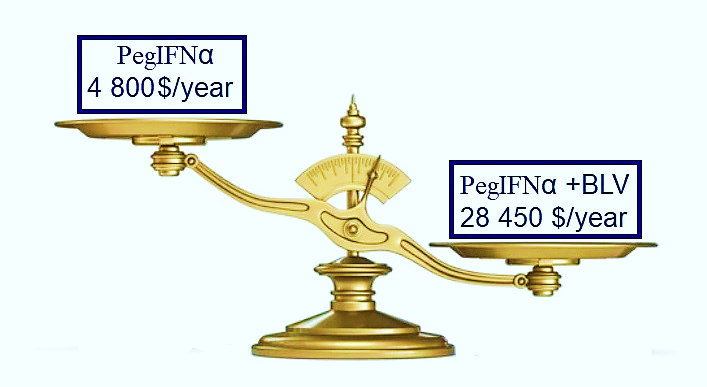 PegIFNα
4 800$/year
PegIFNα +BLV
28 450 $/year